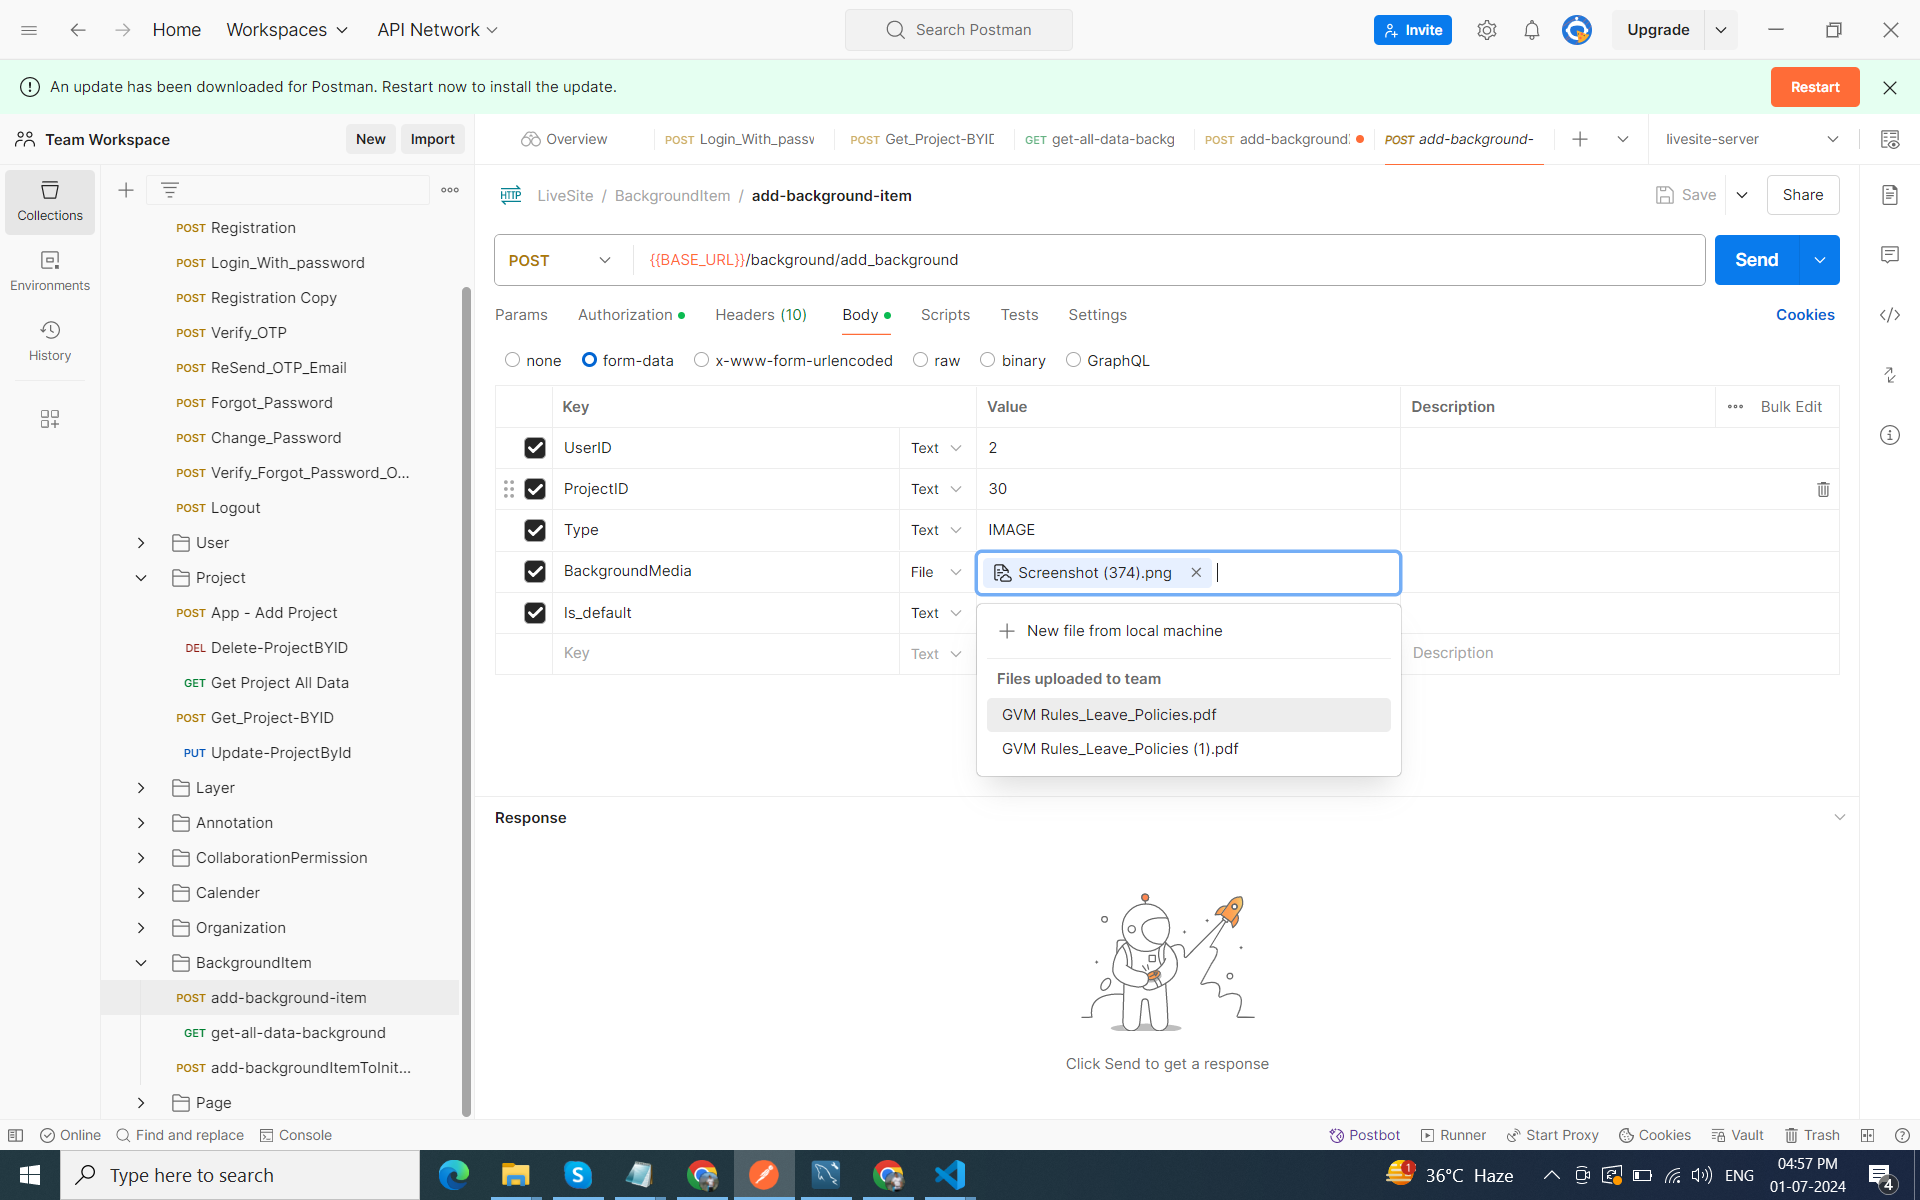 Home Workspaces API Network Search Postman Invite Upgrade
An update has been downloaded for Postman. Restart now to install the update. Restart
Team Workspace New Import Overview POST Login_With_passw POST Get_Project-BYID GET get-all-data-backg POST add-background POST add-background- livesite-server
Collections
Environments
History
POST Registration
POST Login_With_password
POST Registration Copy
POST Verify_OTP
POST ReSend_OTP_Email
POST Forgot_Password
POST Change_Password
POST Verify_Forgot_Password_O...
POST Logout
User
Project
POST App - Add Project
DEL Delete-ProjectBYID
GET Get Project All Data
POST Get_Project-BYID
PUT Update-ProjectById
Layer
Annotation
CollaborationPermission
Calender
Organization
BackgroundItem
POST add-background-item
GET get-all-data-background
POST add-backgroundItemToInit...
Page
HTTP LiveSite / BackgroundItem / add-background-item Save Share
POST {{BASE_URL}}/background/add_background Send
Params Authorization Headers (10) Body Scripts Tests Settings Cookies
none form-data x-www-form-urlencoded raw binary GraphQL
Key Value Description Bulk Edit
UserID Text 2
ProjectID Text 30
Type Text IMAGE
BackgroundMedia File Screenshot (374).png
Is_default Text
Key Text Description
New file from local machine
Files uploaded to team
GVM Rules_Leave_Policies.pdf
GVM Rules_Leave_Policies (1).pdf
Response
Click Send to get a response
Online Find and replace Console Postbot Runner Start Proxy Cookies Vault Trash
Type here to search 1 36°C Haze ENG 04:57 PM
01-07-2024 4